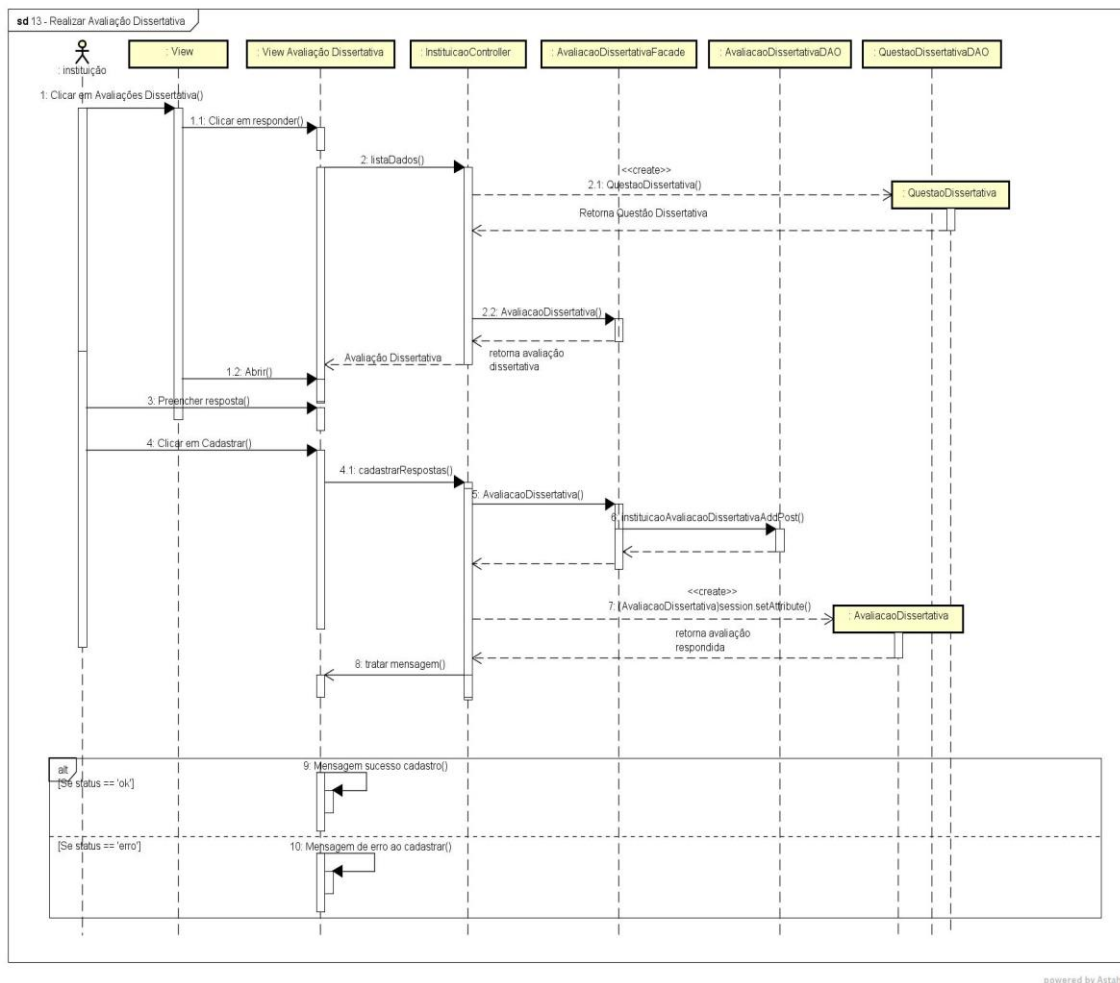 sd 13 - Realizar Avaliação Dissertativa
: instituição
: View
: View Avaliação Dissertativa
: InstituicaoController
: AvaliacaoDissertativaFacade
: AvaliacaoDissertativaDAO
: QuestaoDissertativaDAO
1: Clicar em Avaliações Dissertativa()
1.1: Clicar em responder()
2: listaDados()
<<create>>
2.1: QuestaoDissertativa()
: QuestaoDissertativa
Retorna Questão Dissertativa
2.2: AvaliacaoDissertativa()
retorna avaliação
dissertativa
Avaliação Dissertativa
1.2: Abrir()
3: Preencher resposta()
4: Clicar em Cadastrar()
4.1: cadastrarRespostas()
5: AvaliacaoDissertativa()
6: instituicaoAvaliacaoDissertativaAddPost()
<<create>>
7: (AvaliacaoDissertativa)session.setAttribute()
: AvaliacaoDissertativa
retorna avaliação
respondida
8: tratar mensagem()
alt
[Se status == 'ok']
9: Mensagem sucesso cadastro()
[Se status == 'erro']
10: Mensagem de erro ao cadastrar()
powered by Astah